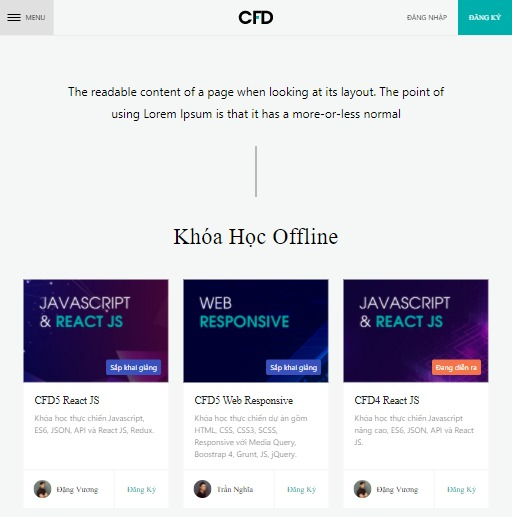 MENU
CFD
ĐĂNG NHẬP
ĐĂNG KÝ
The readable content of a page when looking at its layout. The point of
using Lorem Ipsum is that it has a more-or-less normal
Khóa Học Offline
JAVASCRIPT
& REACT JS
Sắp khai giảng
CFD5 React JS
Khóa học thực chiến Javascript,
ES6, JSON, API và React JS, Redux.
Đặng Vương
Đăng Ký
WEB
RESPONSIVE
Sắp khai giảng
CFD5 Web Responsive
Khóa học thực chiến dự án gồm
HTML, CSS, CSS3, SCSS,
Responsive với Media Query,
Boostrap 4, Grunt, JS, jQuery.
Trần Nghĩa
Đăng Ký
JAVASCRIPT
& REACT JS
Đang diễn ra
CFD4 React JS
Khóa học thực chiến Javascript
nâng cao, ES6, JSON, API và React
JS.
Đặng Vương
Đăng Ký